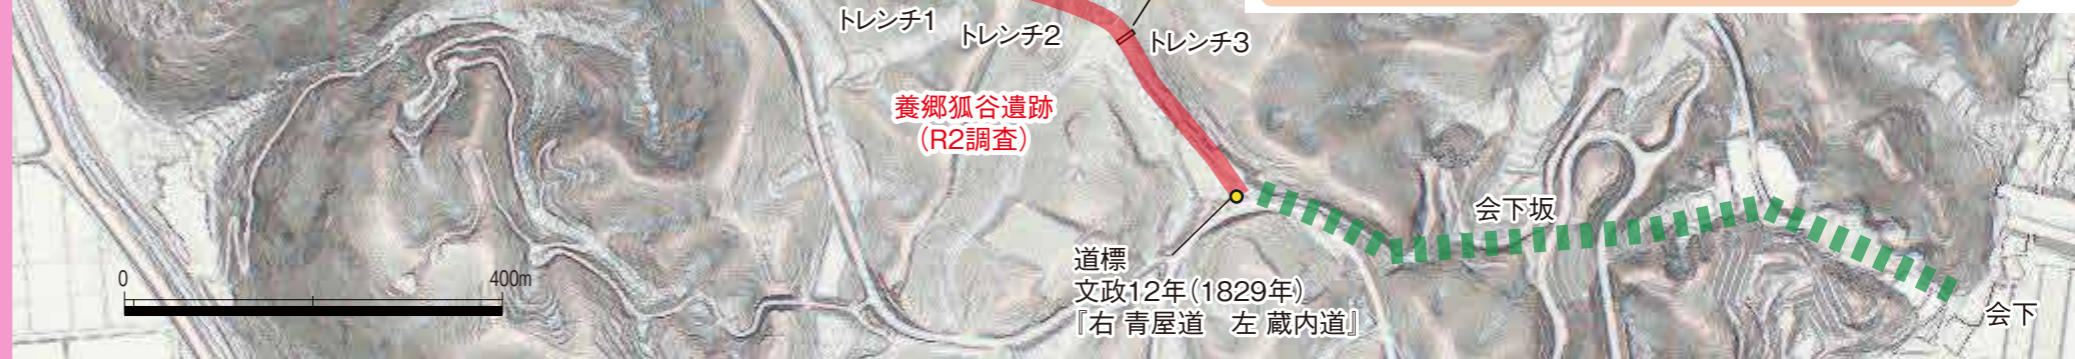 トレンチ1
トレンチ2
トレンチ3
養郷狐谷遺跡
（R2調査）
会下坂
0
400m
道標
文政12年（1829年）
『右 青屋道　左 蔵内道』
会下